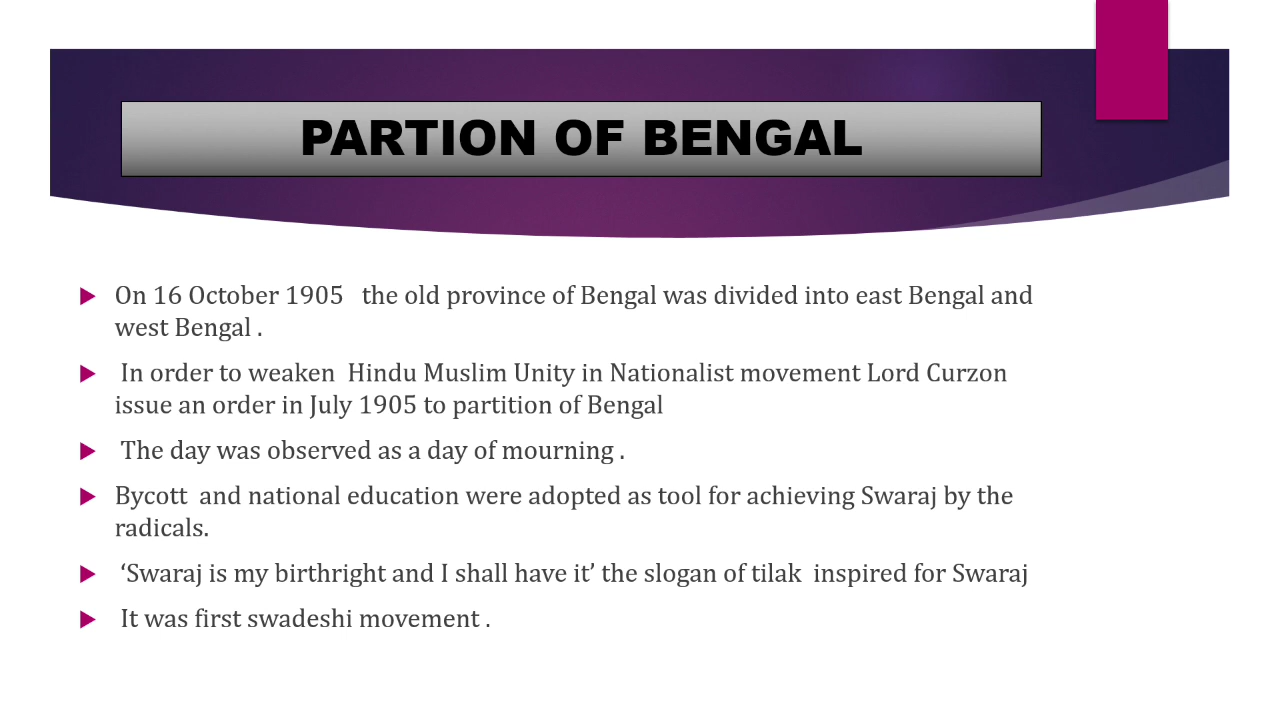 PARTION OF BENGAL
On 16 October 1905 the old province of Bengal was divided into east Bengal and
west Bengal .
In order to weaken Hindu Muslim Unity in Nationalist movement Lord Curzon
issue an order in July 1905 to partition of Bengal
The day was observed as a day of mourning .
Bycott and national education were adopted as tool for achieving Swaraj by the
radicals.
‘Swaraj is my birthright and I shall have it’ the slogan of tilak inspired for Swaraj
It was first swadeshi movement .